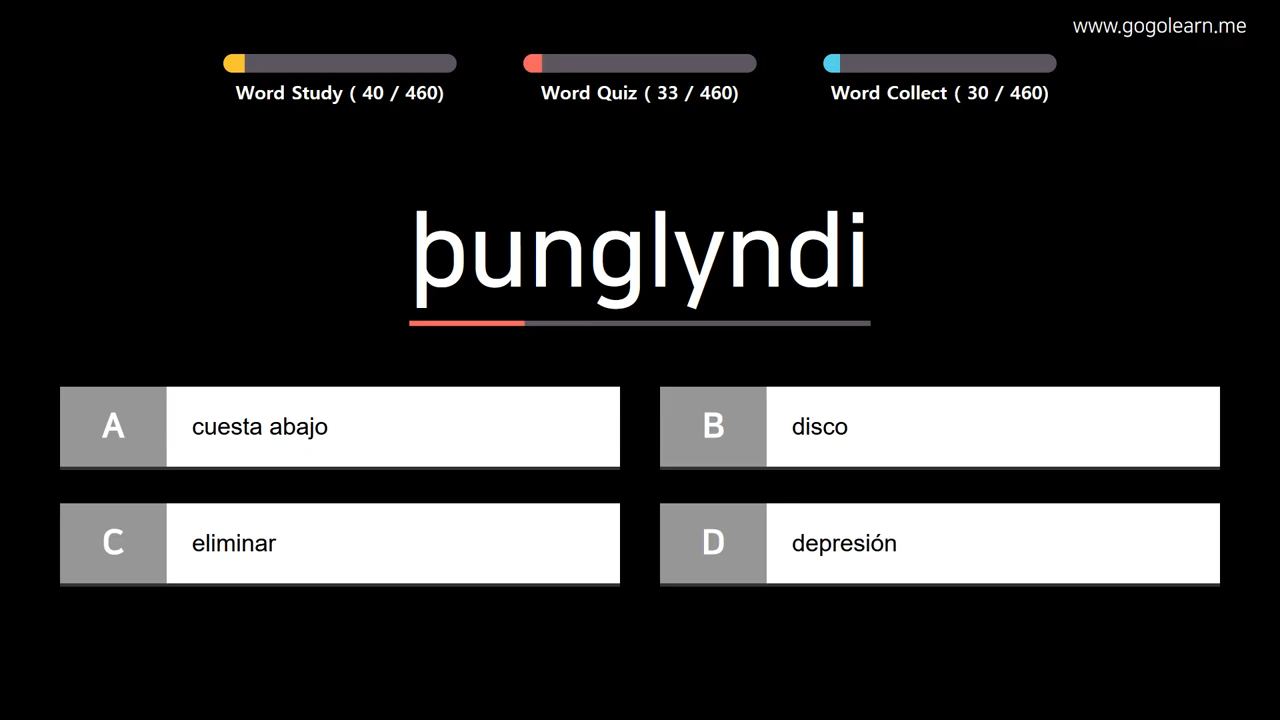 www.gogolearn.me
Word Study ( 40 / 460)
Word Quiz ( 33 / 460)
Word Collect ( 30 / 460)
þunglyndi
A cuesta abajo
B disco
C eliminar
D depresión